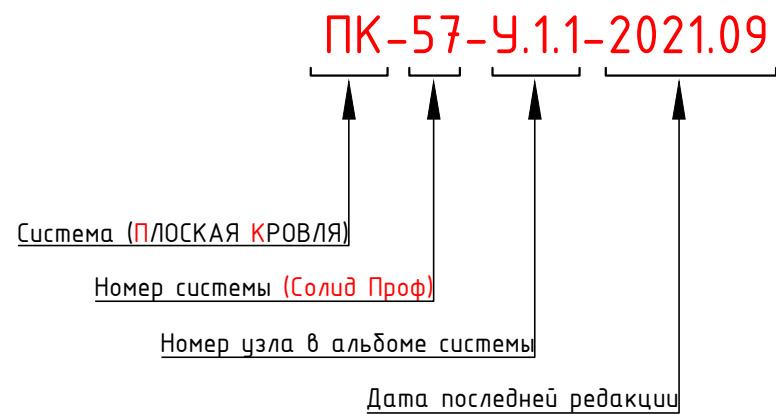 ПК-57-У.1.1-2021.09
Система (ПЛОСКАЯ КРОВЛЯ)
Номер системы (Солид Проф)
Номер узла в альбоме системы
Дата последней редакции